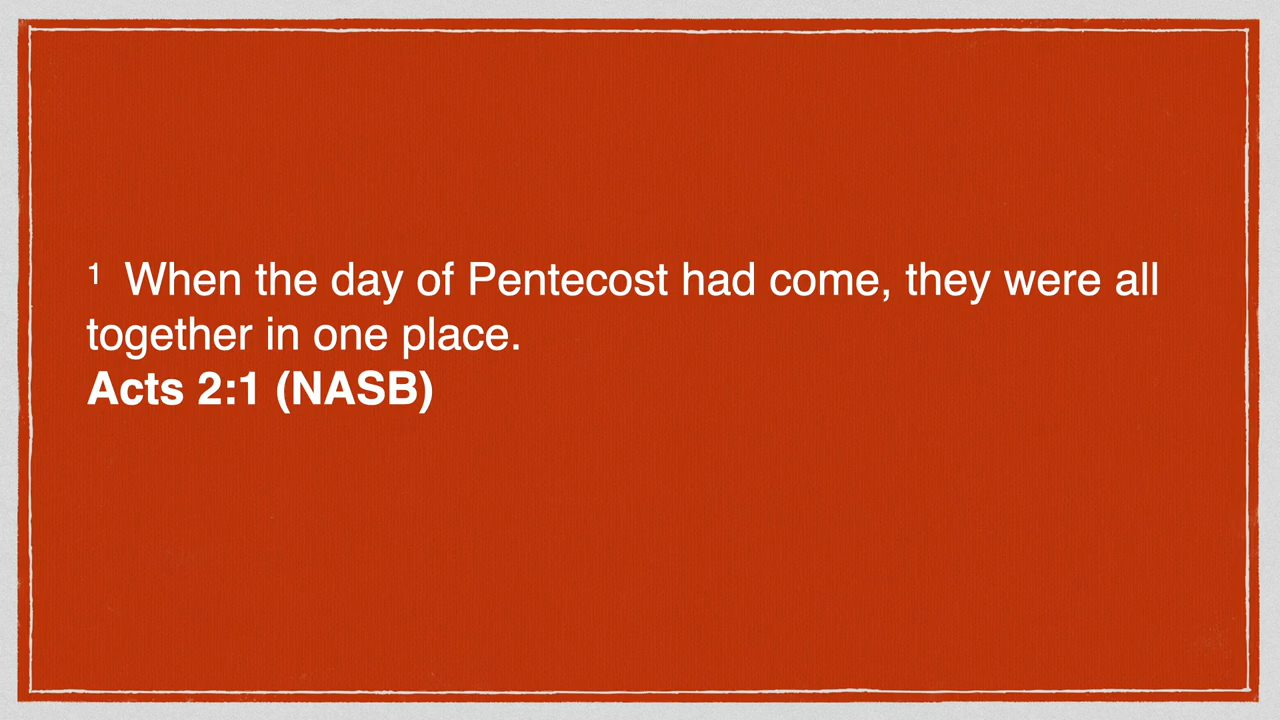 ¹ When the day of Pentecost had come, they were all
together in one place.
Acts 2:1 (NASB)